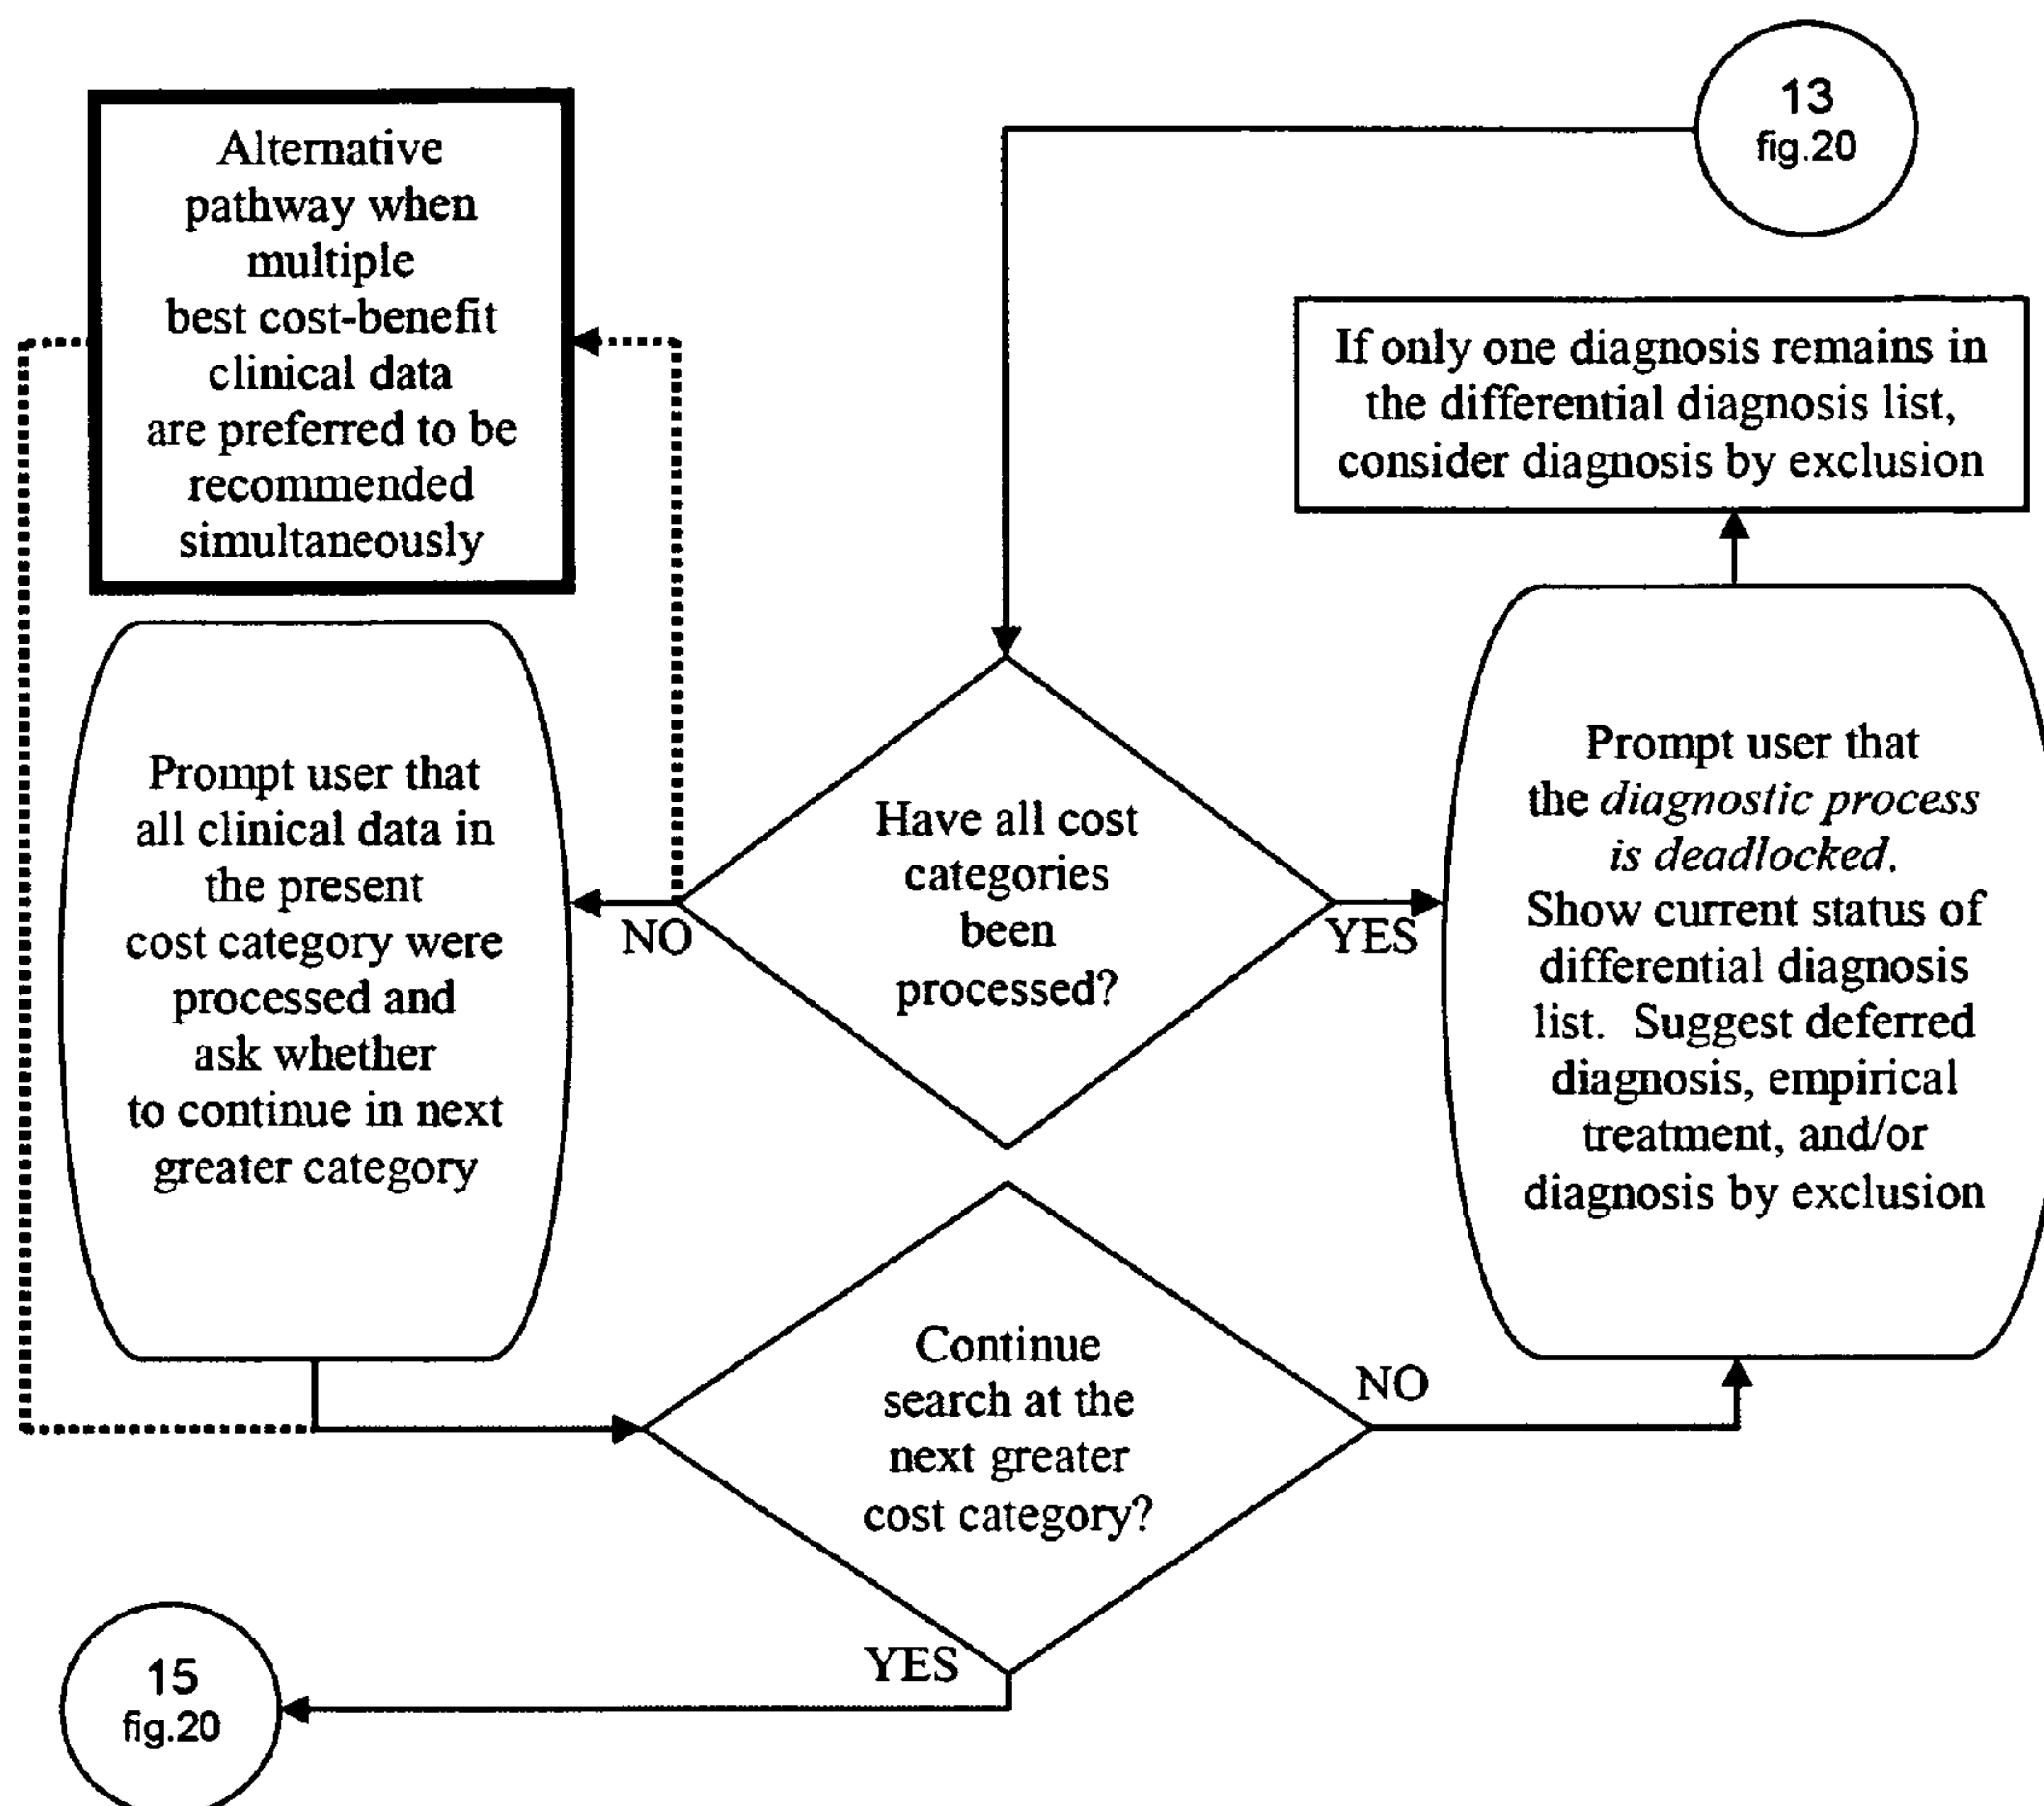 13
fig.20
Alternative
pathway when
multiple
best cost-benefit
clinical data
are preferred to be
recommended
simultaneously
If only one diagnosis remains in
the differential diagnosis list,
consider diagnosis by exclusion
Prompt user that
all clinical data in
the present
cost category were
processed and
ask whether
to continue in next
greater category
NO
Have all cost
categories
been
processed?
YES
Prompt user that
the diagnostic process
is deadlocked.
Show current status of
differential diagnosis
list. Suggest deferred
diagnosis, empirical
treatment, and/or
diagnosis by exclusion
Continue
search at the
next greater
cost category?
NO
YES
15
fig.20